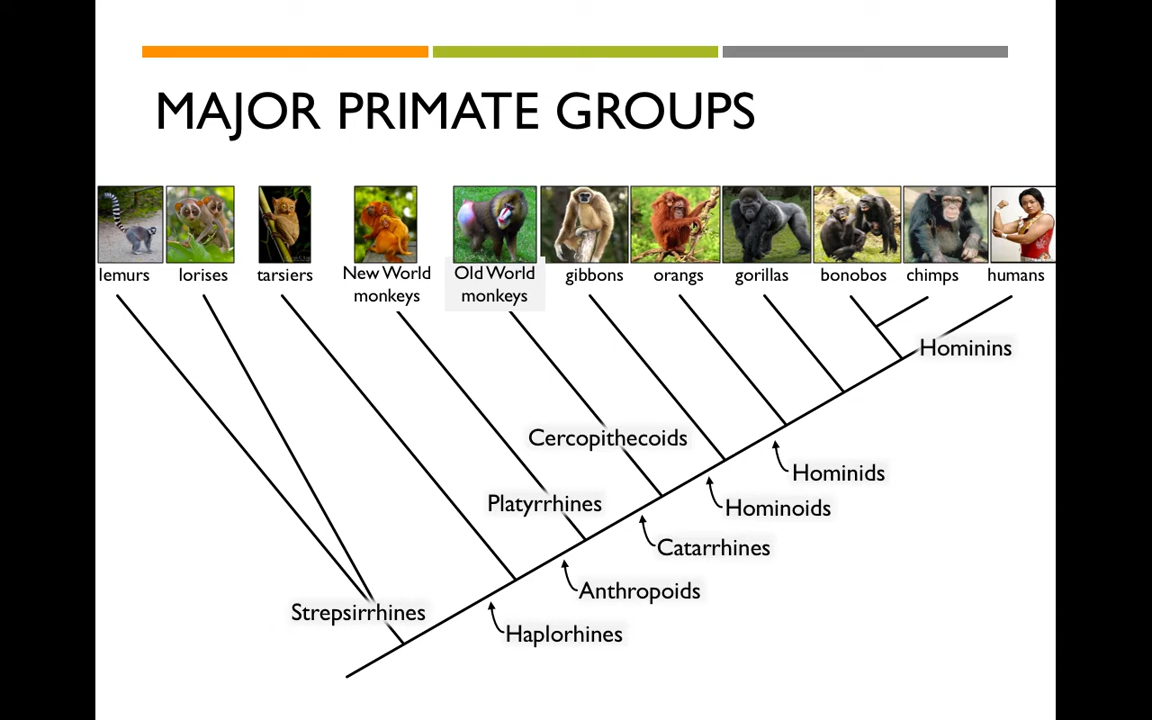 MAJOR PRIMATE GROUPS
lemurs
lorises
tarsiers
New World
monkeys
Old World
monkeys
gibbons
orangs
gorillas
bonobos
chimps
humans
Hominins
Cercopithecoids
Hominids
Platyrrhines
Hominoids
Catarrhines
Anthropoids
Strepsirrhines
Haplorhines